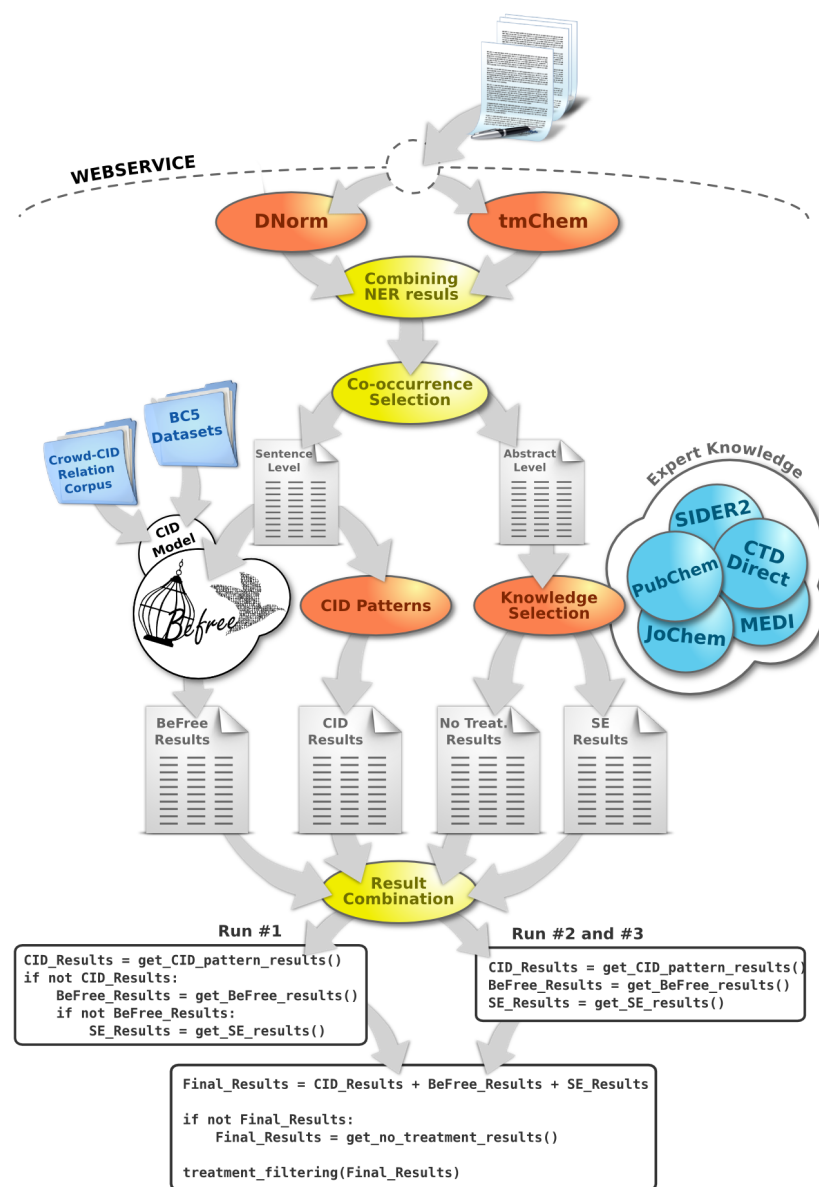 WEBSERVICE
DNorm
tmChem
Combining
NER resuls
Co-occurrence
Selection
BC5
Datasets
Crowd-CID
Relation
Corpus
Sentence
Level
Abstract
Level
Expert Knowledge
SIDER2
CTD
Direct
PubChem
MEDI
JoChem
CID
Model
Befree
CID Patterns
Knowledge
Selection
BeFree
Results
CID
Results
No Treat.
Results
SE
Results
Result
Combination
Run #1
CID_Results = get_CID_pattern_results()
if not CID_Results:
    BeFree_Results = get_BeFree_results()
    if not BeFree_Results:
        SE_Results = get_SE_results()
Run #2 and #3
CID_Results = get_CID_pattern_results()
BeFree_Results = get_BeFree_results()
SE_Results = get_SE_results()
Final_Results = CID_Results + BeFree_Results + SE_Results
if not Final_Results:
    Final_Results = get_no_treatment_results()
treatment_filtering(Final_Results)